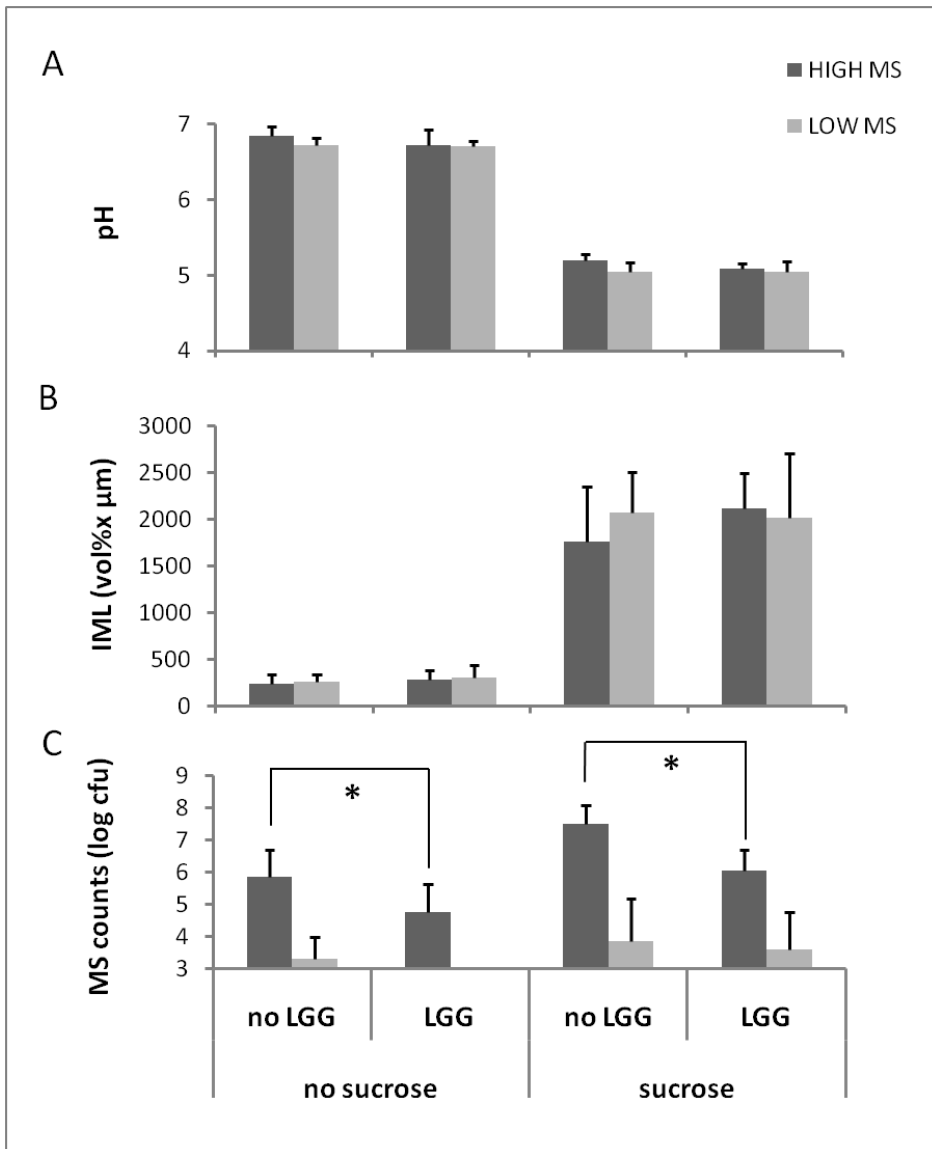 A
HIGH MS
LOW MS
7
6
5
4
pH
B
3000
2500
2000
1500
1000
500
0
IML (vol%x µm)
C
9
8
7
6
5
4
3
MS counts (log cfu)
*
*
no LGG LGG no LGG LGG
no sucrose sucrose